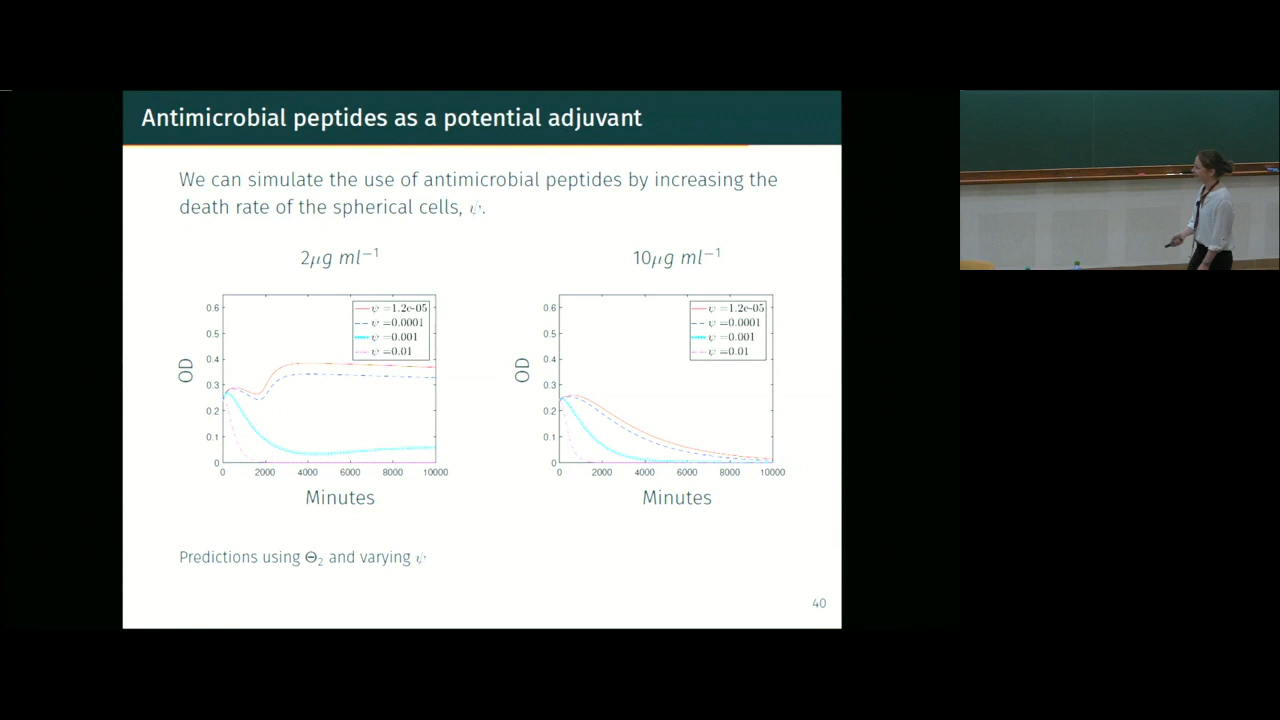 Antimicrobial peptides as a potential adjuvant
We can simulate the use of antimicrobial peptides by increasing the
death rate of the spherical cells, ψ.
2μg ml⁻¹
0.6
0.5
0.4
0.3
0.2
0.1
0
OD
ψ =1.2e-05
ψ =0.0001
ψ =0.001
ψ =0.01
0 2000 4000 6000 8000 10000
Minutes
10μg ml⁻¹
0.6
0.5
0.4
0.3
0.2
0.1
0
OD
ψ =1.2e-05
ψ =0.0001
ψ =0.001
ψ =0.01
0 2000 4000 6000 8000 10000
Minutes
Predictions using Θ₂ and varying ψ
40